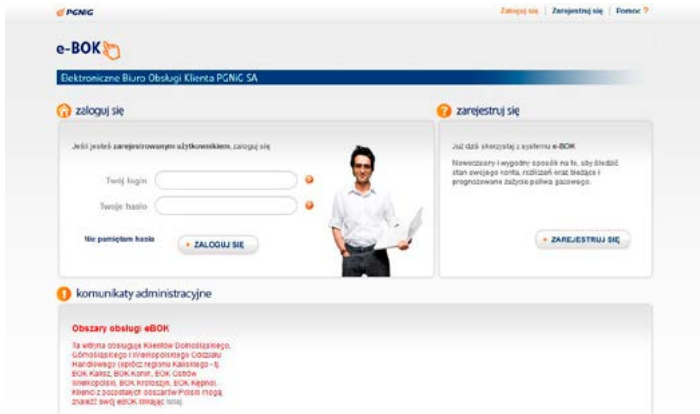 PGNiG
Zaloguj się | Zarejestruj się | Pomoc ?
e-BOK
Elektroniczne Biuro Obsługi Klienta PGNiG SA
zaloguj się
Jeśli jesteś zarejestrowanym użytkownikiem, zaloguj się
Twój login
?
Twoje hasło
?
Nie pamiętam hasła
ZALOGUJ SIĘ
? zarejestruj się
Już dziś skorzystaj z systemu e-BOK
Nowoczesny i wygodny sposób na to, aby śledzić
stan swojego konta, rozliczeń oraz bieżące i
prognozowane zużycie paliwa gazowego.
ZAREJESTRUJ SIĘ
! komunikaty administracyjne
Obszary obsługi eBOK
Ta witryna obsługuje Klientów Dolnośląskiego,
Górnośląskiego i Wielkopolskiego Oddziału
Handlowego (oprócz regionu Kaliskiego - tj.
BOK Kalisz, BOK Konin, BOK Ostrów
Wielkopolski, BOK Krotoszyn, BOK Kępno).
Klienci z pozostałych obszarów Polski mogą
znaleźć swój eBOK klikając tutaj.